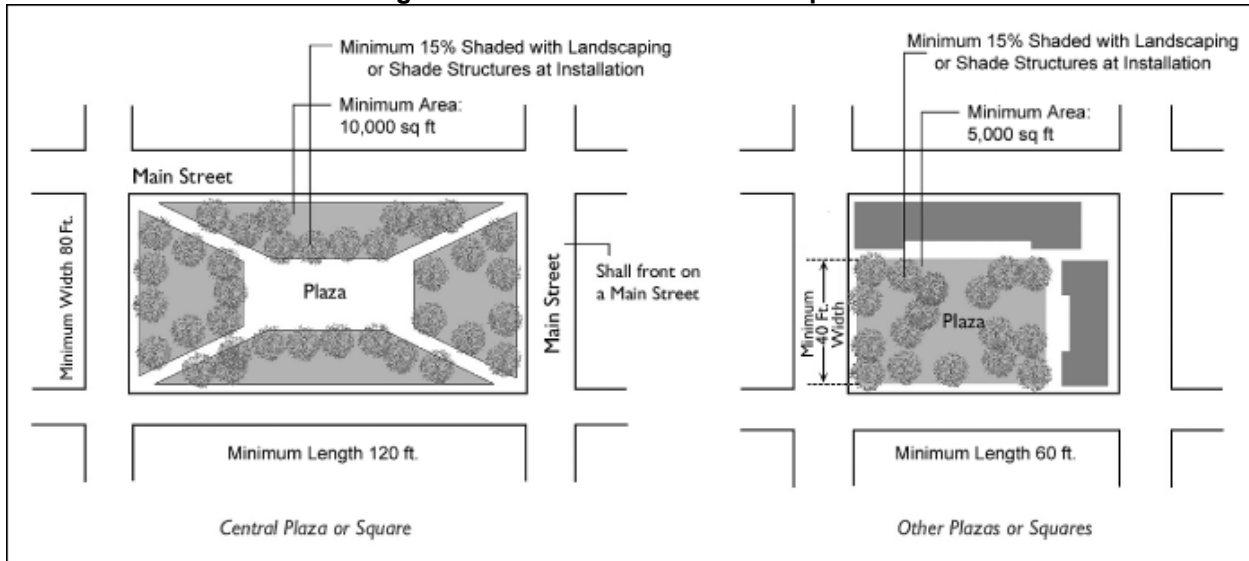 Minimum 15% Shaded with Landscaping
or Shade Structures at Installation
Minimum Area:
10,000 sq ft
Main Street
Minimum Width 80 Ft.
Plaza
Main Street
Shall front on
a Main Street
Minimum Length 120 ft.
Central Plaza or Square
Minimum 15% Shaded with Landscaping
or Shade Structures at Installation
Minimum Area:
5,000 sq ft
Minimum
40 Ft.
Width
Plaza
Minimum Length 60 ft.
Other Plazas or Squares